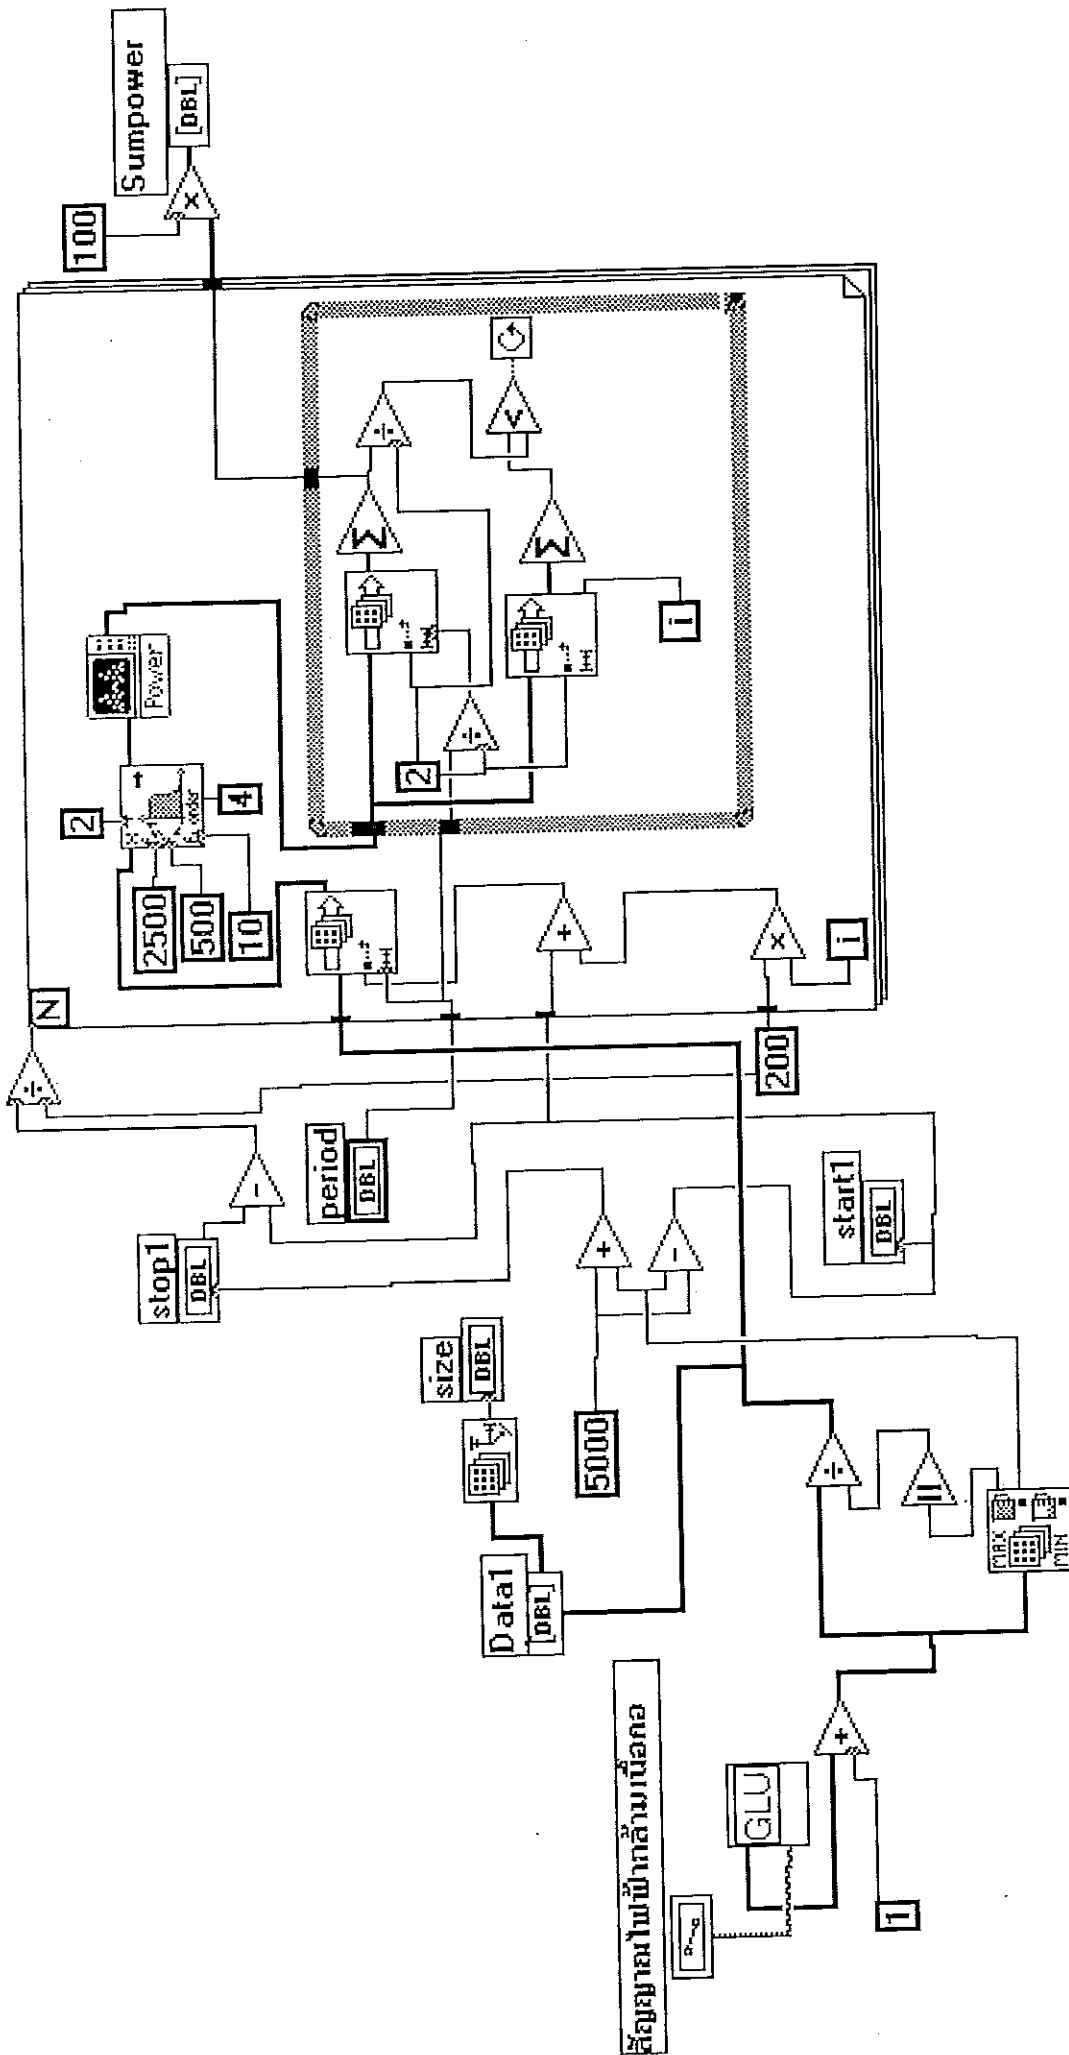 Sumpower
[DBL]
100
×
N
÷
2
2500
500
10
order
4
Power
÷
2
÷
i
+
×
i
200
stop1
DBL
-
period
DBL
size
DBL
5000
+
-
start1
DBL
Data1
[DBL]
÷
MAX
MIN
สัญญาณไฟฟ้ากล้ามเนื้อคอ
GLU
+
1